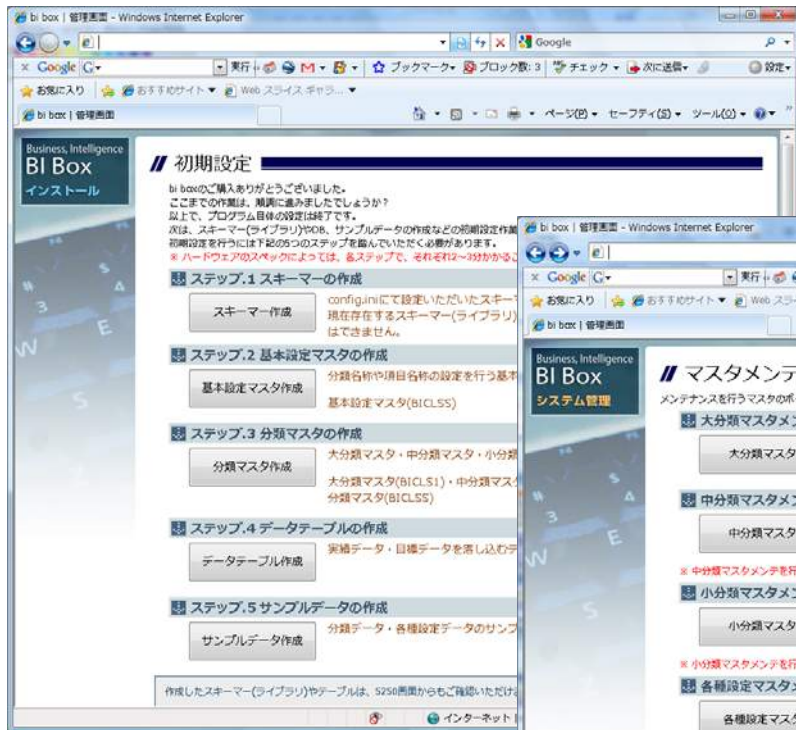 bi box | 管理画面 - Windows Internet Explorer
Google
× Google G 実行 ブックマーク ブロック数: 3 チェック 次に送信 設定
お気に入り おすすめサイト Web スライス ギャラ...
bi box | 管理画面 ページ(P) セーフティ(S) ツール(O)
Business, Intelligence
BI Box
インストール
初期設定
bi boxのご購入ありがとうございました。
ここまでの作業は、順調に進みましたでしょうか?
以上で、プログラム自体の設定は終了です。
次は、スキーマー(ライブラリ)やDB、サンプルデータの作成などの初期設定作業
初期設定を行うには下記の5つのステップを踏んでいただく必要があります。
※ ハードウェアのスペックによっては、各ステップで、それぞれ2~3分かかるこ
ステップ.1 スキーマーの作成
スキーマー作成
config.iniにて設定いただいたスキーマ
現在存在するスキーマー(ライブラリ)
はできません。
ステップ.2 基本設定マスタの作成
基本設定マスタ作成
分類名称や項目名称の設定を行う基本
基本設定マスタ(BICLSS)
ステップ.3 分類マスタの作成
分類マスタ作成
大分類マスタ・中分類マスタ・小分類
大分類マスタ(BICLS1)・中分類マス
分類マスタ(BICLSS)
ステップ.4 データテーブルの作成
データテーブル作成
実績データ・目標データを落し込むデ
ステップ.5 サンプルデータの作成
サンプルデータ作成
分類データ・各種設定データのサンプ
作成したスキーマー(ライブラリ)やテーブルは、5250画面からもご確認いただけ
インターネット
bi box | 管理画面 - Windows Internet Explorer
× Google G 実行
お気に入り おすすめサイト Web スライ
bi box | 管理画面
Business, Intelligence
BI Box
システム管理
マスタメンテ
メンテナンスを行うマスタのボ
大分類マスタメン
大分類マスタ
中分類マスタメン
中分類マスタ
※ 中分類マスタメンテを行
小分類マスタメン
小分類マスタ
※ 小分類マスタメンテを行
各種設定マスタメ
各種設定マスタ